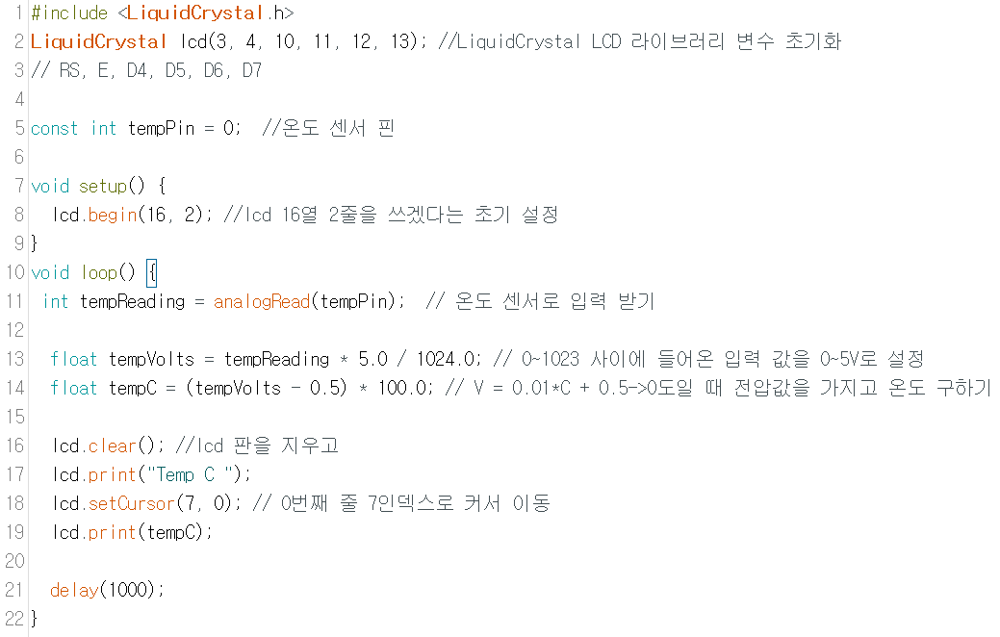 1 #include <LiquidCrystal.h>
2 LiquidCrystal lcd(3, 4, 10, 11, 12, 13); //LiquidCrystal LCD 라이브러리 변수 초기화
3 // RS, E, D4, D5, D6, D7
4
5 const int tempPin = 0;  //온도 센서 핀
6
7 void setup() {
8   lcd.begin(16, 2); //lcd 16열 2줄을 쓰겠다는 초기 설정
9 }
10 void loop() {
11  int tempReading = analogRead(tempPin);  // 온도 센서로 입력 받기
12
13   float tempVolts = tempReading * 5.0 / 1024.0; // 0~1023 사이에 들어온 입력 값을 0~5V로 설정
14   float tempC = (tempVolts - 0.5) * 100.0; // V = 0.01*C + 0.5->0도일 때 전압값을 가지고 온도 구하기
15
16   lcd.clear(); //lcd 판을 지우고
17   lcd.print("Temp C ");
18   lcd.setCursor(7, 0); // 0번째 줄 7인덱스로 커서 이동
19   lcd.print(tempC);
20
21   delay(1000);
22 }